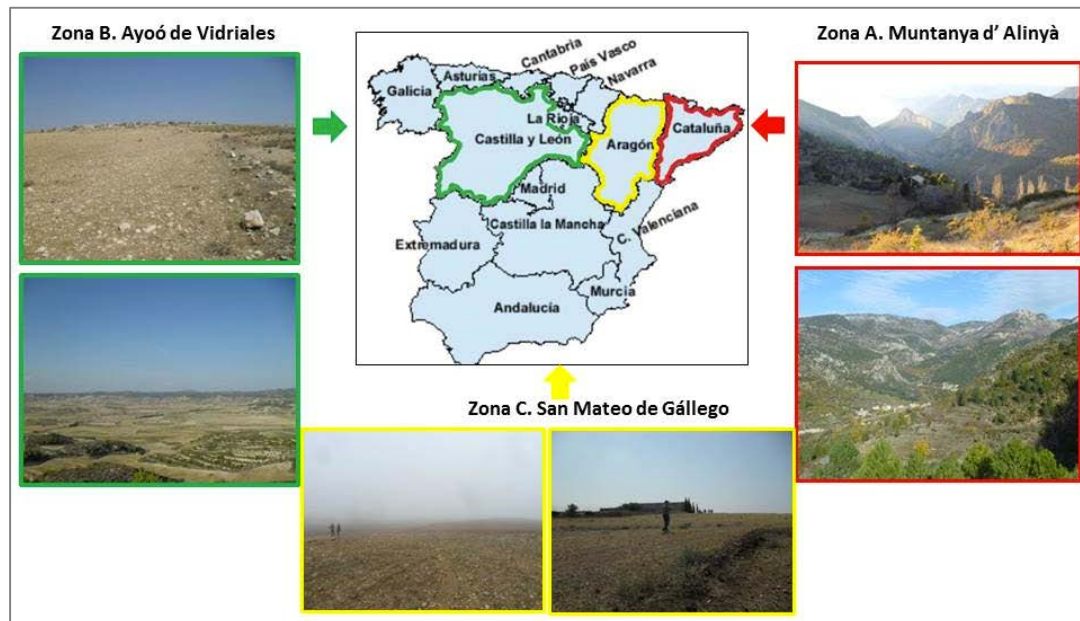 Zona B. Ayoó de Vidriales
Zona A. Muntanya d’ Alinyà
Cantabria
País Vasco
Navarra
Asturias
Galicia
La Rioja
Castilla y León
Aragón
Cataluña
Madrid
Castilla la Mancha
C. Valenciana
Extremadura
Murcia
Andalucía
Zona C. San Mateo de Gállego